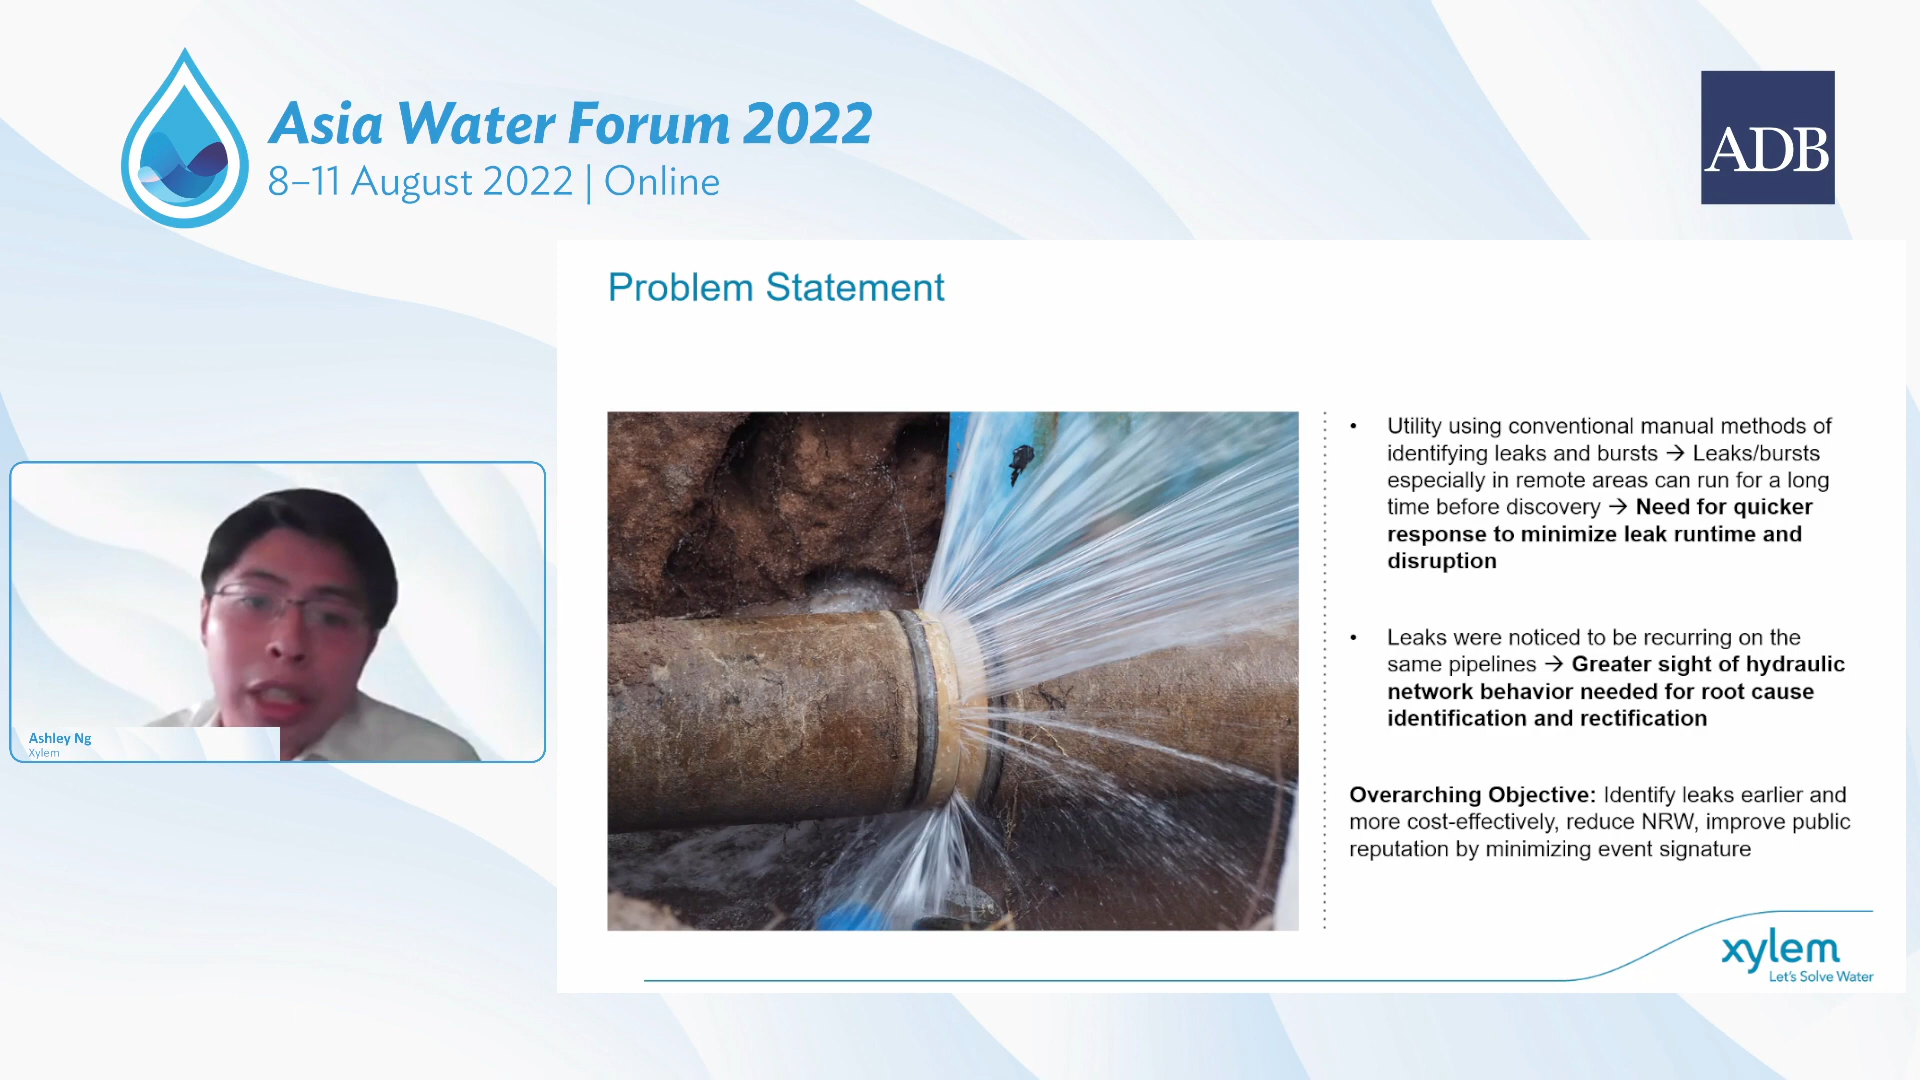 Asia Water Forum 2022
8–11 August 2022 | Online
ADB
Problem Statement
• Utility using conventional manual methods of
identifying leaks and bursts → Leaks/bursts
especially in remote areas can run for a long
time before discovery → Need for quicker
response to minimize leak runtime and
disruption
• Leaks were noticed to be recurring on the
same pipelines → Greater sight of hydraulic
network behavior needed for root cause
identification and rectification
Overarching Objective: Identify leaks earlier and
more cost-effectively, reduce NRW, improve public
reputation by minimizing event signature
Ashley Ng
Xylem
xylem
Let's Solve Water